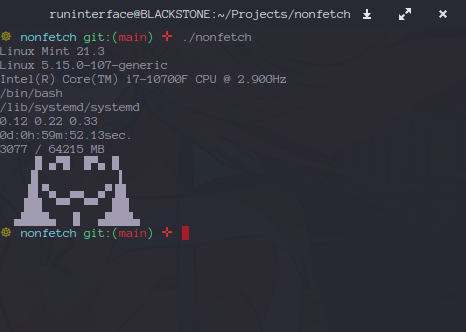 runinterface@BLACKSTONE:~/Projects/nonfetch
nonfetch git:(main) ./nonfetch
Linux Mint 21.3
Linux 5.15.0-107-generic
Intel(R) Core(TM) i7-10700F CPU @ 2.90GHz
/bin/bash
/lib/systemd/systemd
0.12 0.22 0.33
0d:0h:59m:52.13sec.
3077 / 64215 MB
nonfetch git:(main)